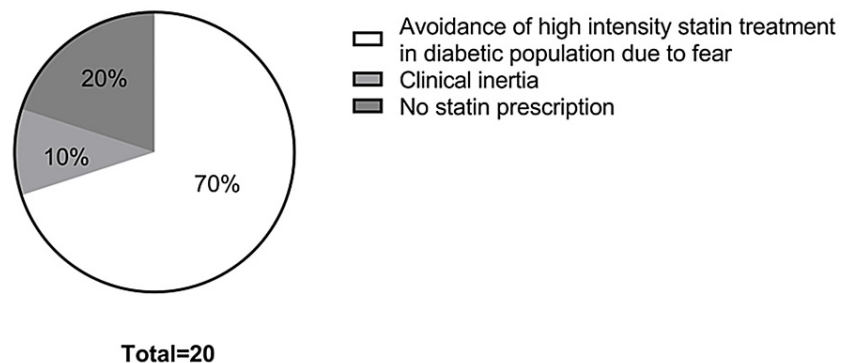 Avoidance of high intensity statin treatment
in diabetic population due to fear
Clinical inertia
No statin prescription
20%
10%
70%
Total=20